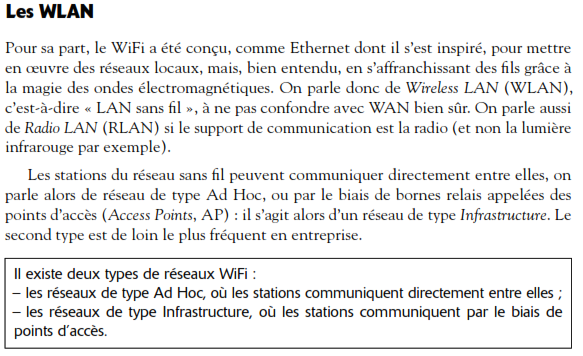 Les WLAN
Pour sa part, le WiFi a été conçu, comme Ethernet dont il s'est inspiré, pour mettre
en œuvre des réseaux locaux, mais, bien entendu, en s'affranchissant des fils grâce à
la magie des ondes électromagnétiques. On parle donc de Wireless LAN (WLAN),
c'est-à-dire « LAN sans fil », à ne pas confondre avec WAN bien sûr. On parle aussi
de Radio LAN (RLAN) si le support de communication est la radio (et non la lumière
infrarouge par exemple).
Les stations du réseau sans fil peuvent communiquer directement entre elles, on
parle alors de réseau de type Ad Hoc, ou par le biais de bornes relais appelées des
points d'accès (Access Points, AP) : il s'agit alors d'un réseau de type Infrastructure. Le
second type est de loin le plus fréquent en entreprise.
Il existe deux types de réseaux WiFi :
– les réseaux de type Ad Hoc, où les stations communiquent directement entre elles ;
– les réseaux de type Infrastructure, où les stations communiquent par le biais de
points d'accès.